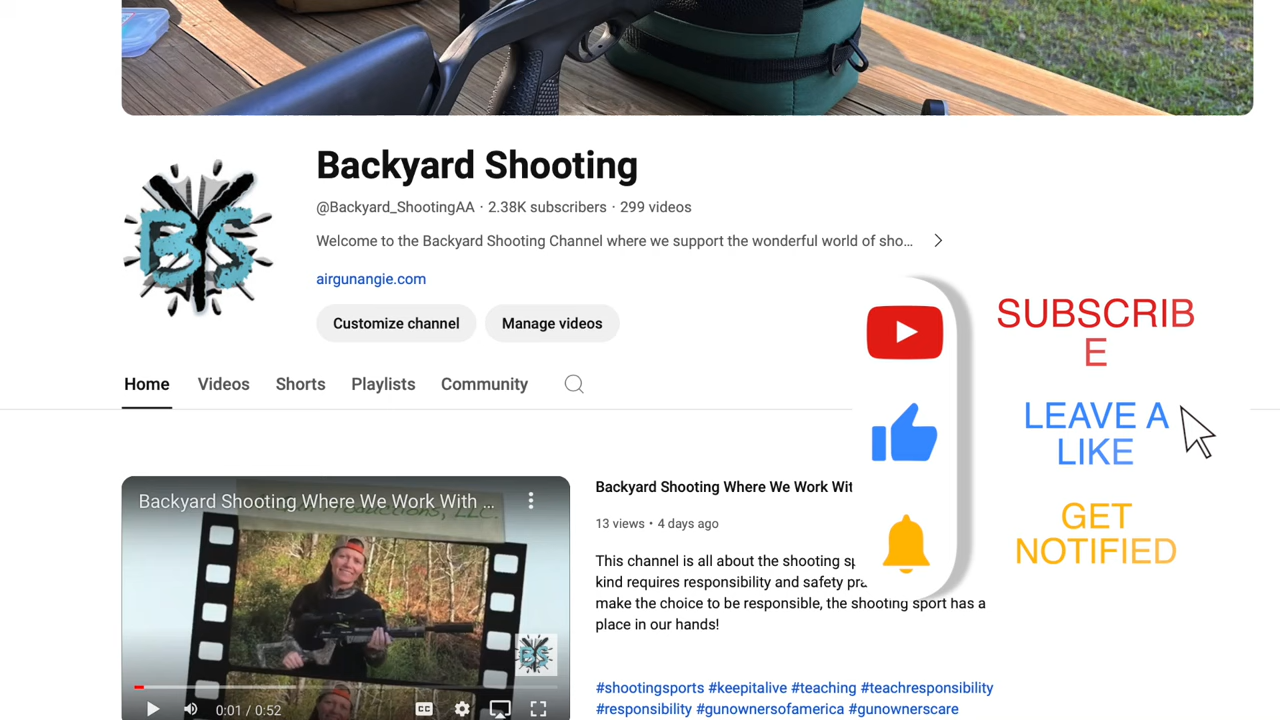 Backyard Shooting
@Backyard_ShootingAA · 2.38K subscribers · 299 videos
Welcome to the Backyard Shooting Channel where we support the wonderful world of sho...
airgunangie.com
Customize channel
Manage videos
SUBSCRIB
E
LEAVE A
LIKE
GET
NOTIFIED
Home Videos Shorts Playlists Community
Backyard Shooting Where We Work With ...
BS
0:01 / 0:52
CC
Backyard Shooting Where We Work Wit
13 views • 4 days ago
This channel is all about the shooting
kind requires responsibility and safety
make the choice to be responsible, the shooting sport has a
place in our hands!
#shootingsports #keepitalive #teaching #teachresponsibility
#responsibility #gunownersofamerica #gunownerscare